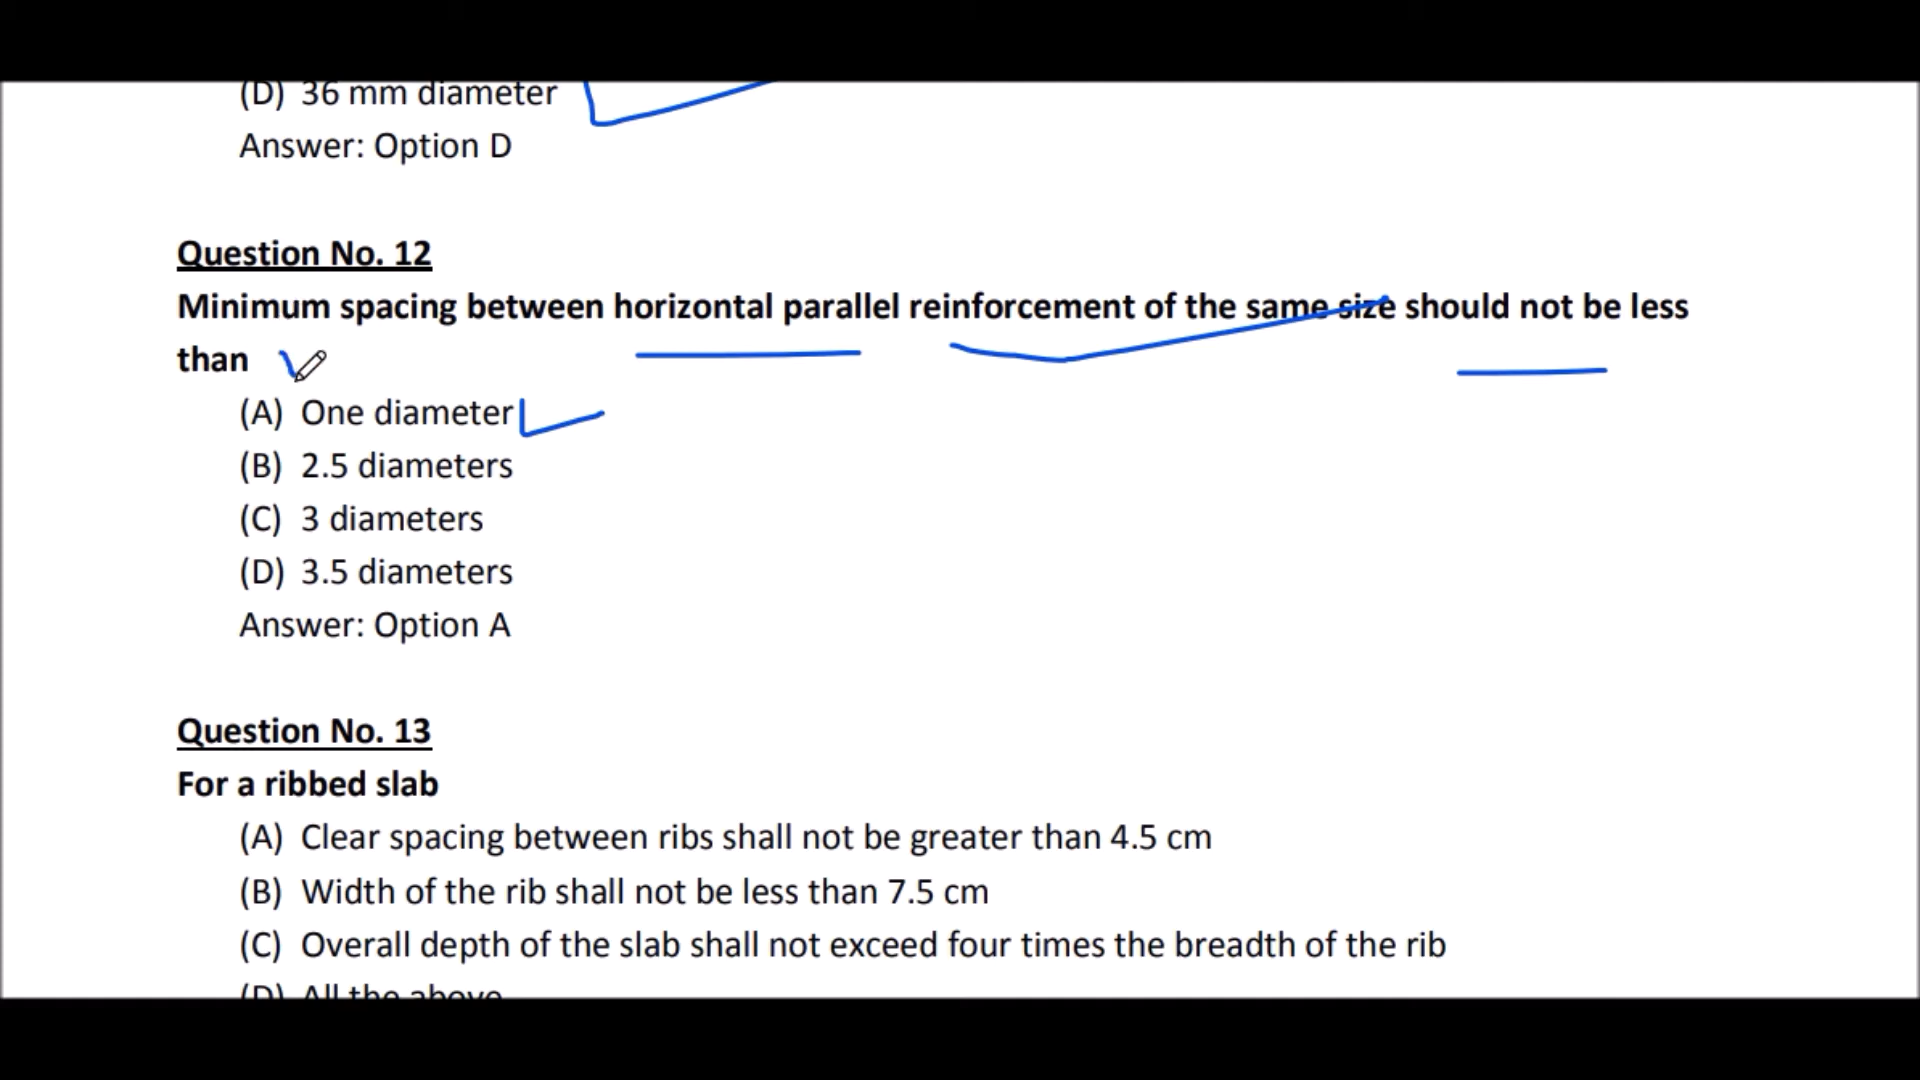 (D) 36 mm diameter
Answer: Option D
Question No. 12
Minimum spacing between horizontal parallel reinforcement of the same size should not be less
than
(A) One diameter
(B) 2.5 diameters
(C) 3 diameters
(D) 3.5 diameters
Answer: Option A
Question No. 13
For a ribbed slab
(A) Clear spacing between ribs shall not be greater than 4.5 cm
(B) Width of the rib shall not be less than 7.5 cm
(C) Overall depth of the slab shall not exceed four times the breadth of the rib
(D) All the above